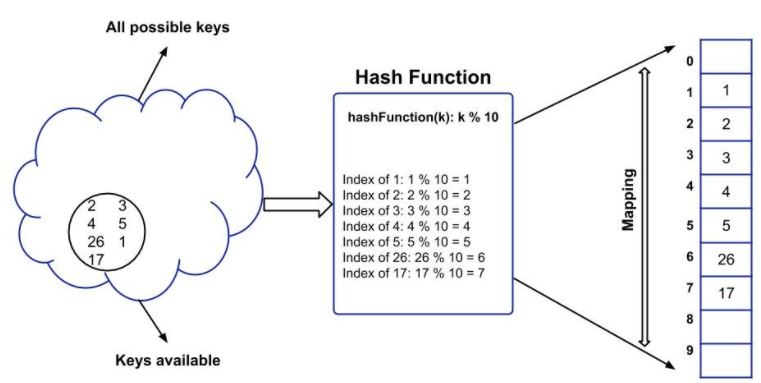 All possible keys
2 3
4 5
26 1
17
Keys available
Hash Function
hashFunction(k): k % 10
Index of 1: 1 % 10 = 1
Index of 2: 2 % 10 = 2
Index of 3: 3 % 10 = 3
Index of 4: 4 % 10 = 4
Index of 5: 5 % 10 = 5
Index of 26: 26 % 10 = 6
Index of 17: 17 % 10 = 7
Mapping
0
1 1
2 2
3 3
4 4
5 5
6 26
7 17
8
9